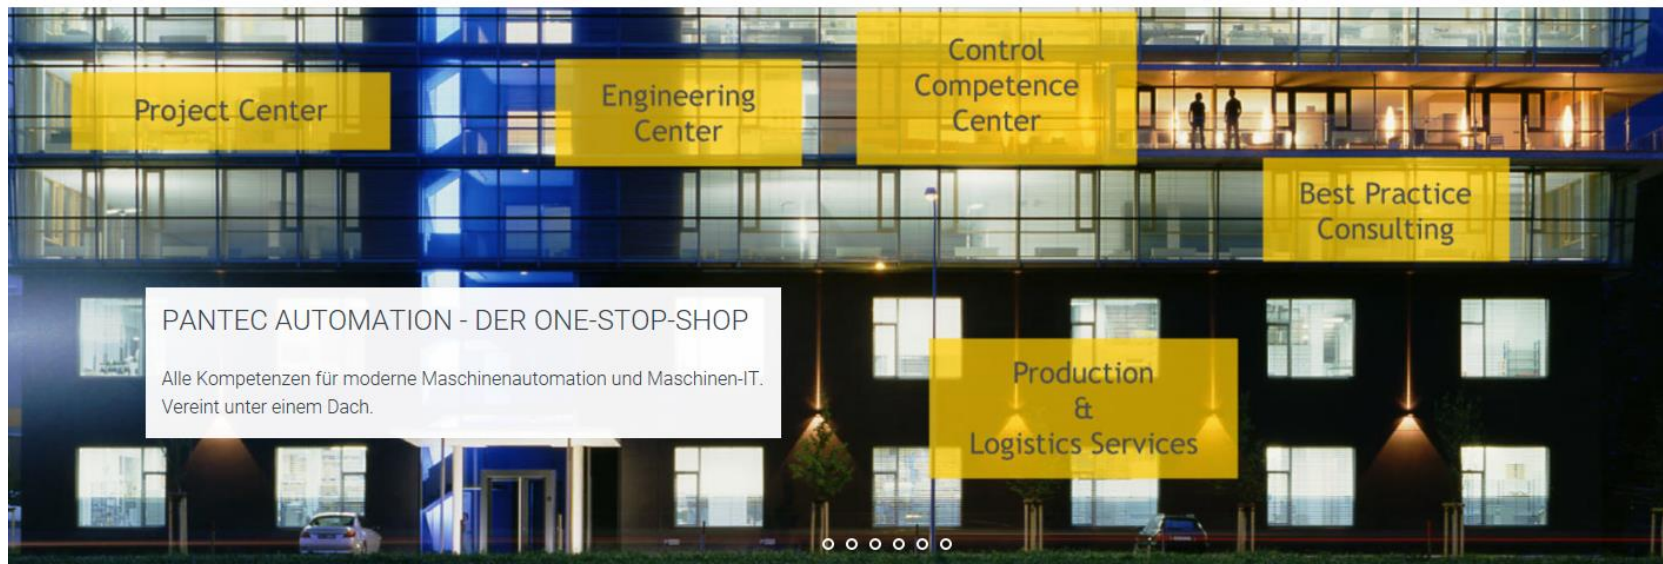 Project Center
Engineering
Center
Control
Competence
Center
Best Practice
Consulting
PANTEC AUTOMATION - DER ONE-STOP-SHOP
Alle Kompetenzen für moderne Maschinenautomation und Maschinen-IT.
Vereint unter einem Dach.
Production
&
Logistics Services